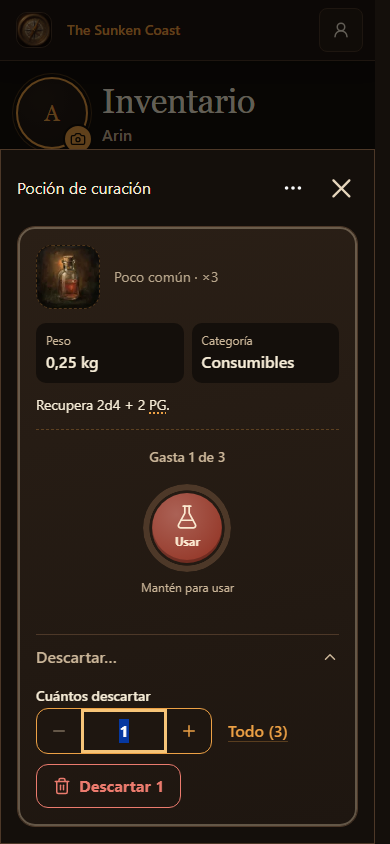 The Sunken Coast
A
Inventario
Arin
Poción de curación
Poco común · ×3
Peso
0,25 kg
Categoría
Consumibles
Recupera 2d4 + 2 PG.
Gasta 1 de 3
Usar
Mantén para usar
Descartar...
Cuántos descartar
− 1 + Todo (3)
Descartar 1